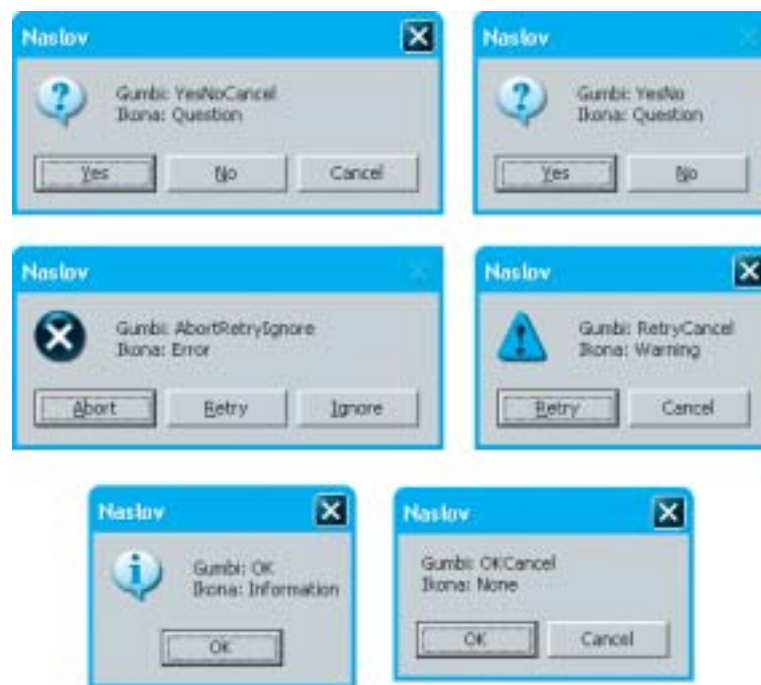 Naslov
Gumbi: YesNoCancel
Ikona: Question
Yes No Cancel
Naslov
Gumbi: YesNo
Ikona: Question
Yes No
Naslov
Gumbi: AbortRetryIgnore
Ikona: Error
Abort Retry Ignore
Naslov
Gumbi: RetryCancel
Ikona: Warning
Retry Cancel
Naslov
Gumbi: OK
Ikona: Information
OK
Naslov
Gumbi: OKCancel
Ikona: None
OK Cancel